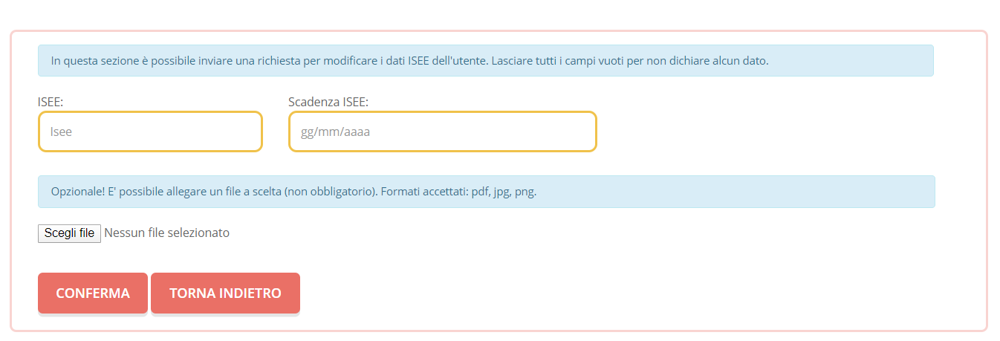 In questa sezione è possibile inviare una richiesta per modificare i dati ISEE dell'utente. Lasciare tutti i campi vuoti per non dichiare alcun dato.
ISEE:
Scadenza ISEE:
Isee
gg/mm/aaaa
Opzionale! E' possibile allegare un file a scelta (non obbligatorio). Formati accettati: pdf, jpg, png.
Scegli file Nessun file selezionato
CONFERMA
TORNA INDIETRO